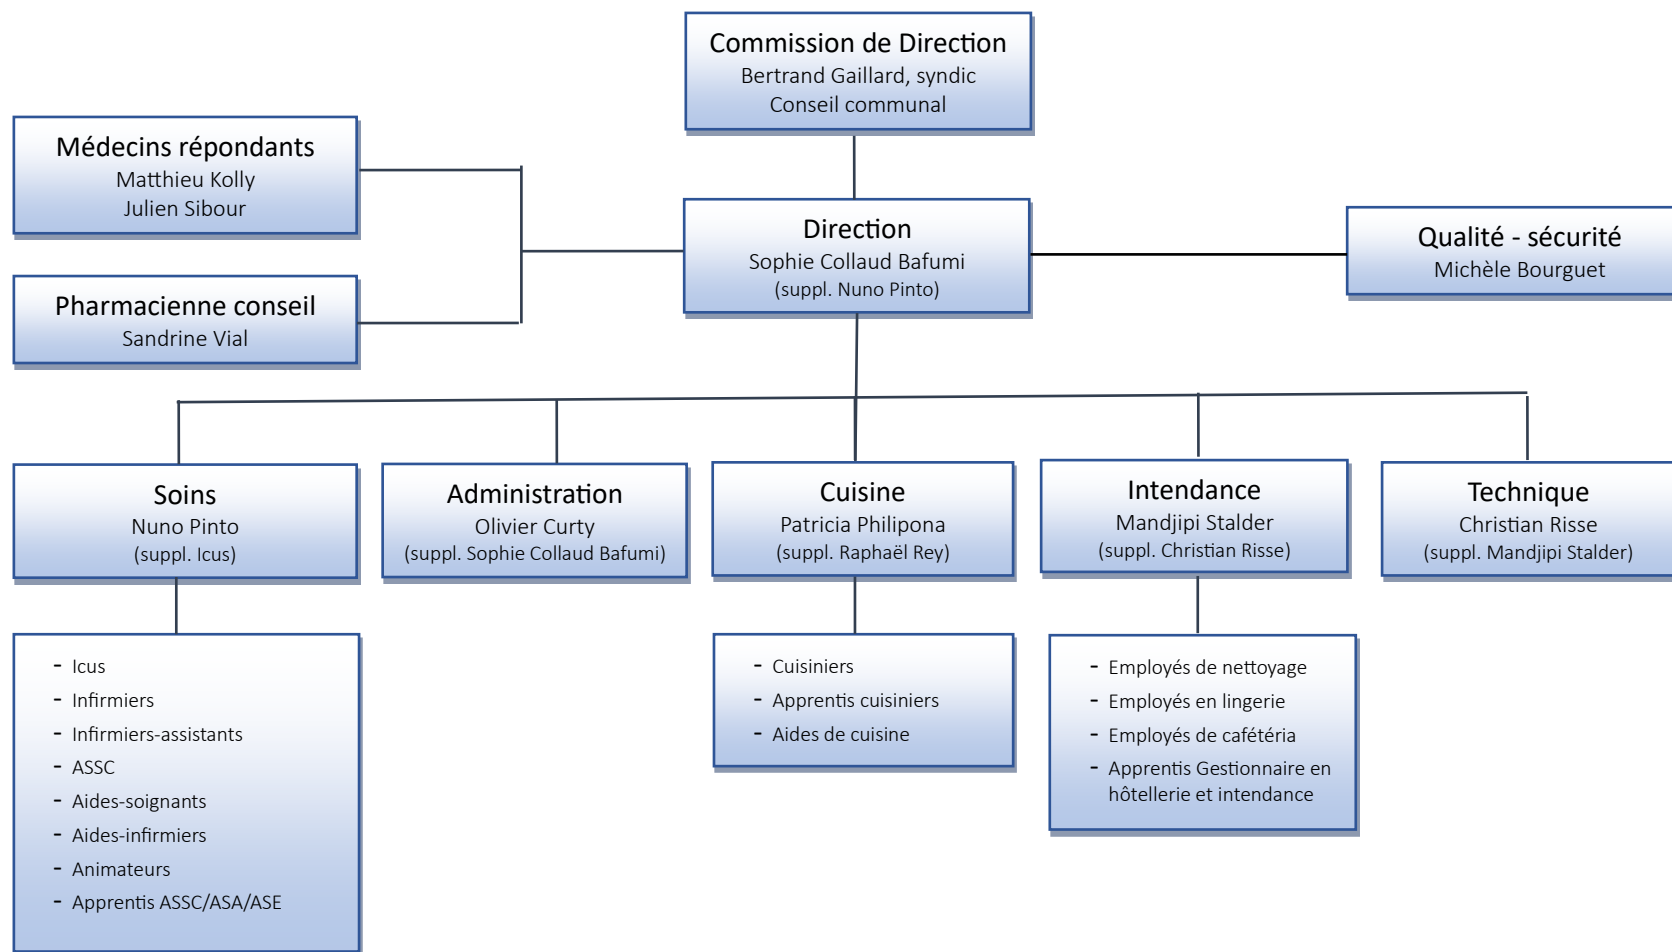 Commission de Direction
Bertrand Gaillard, syndic
Conseil communal
Médecins répondants
Matthieu Kolly
Julien Sibour
Direction
Sophie Collaud Bafumi
(suppl. Nuno Pinto)
Qualité - sécurité
Michèle Bourguet
Pharmacienne conseil
Sandrine Vial
Soins
Nuno Pinto
(suppl. Icus)
Administration
Olivier Curty
(suppl. Sophie Collaud Bafumi)
Cuisine
Patricia Philipona
(suppl. Raphaël Rey)
Intendance
Mandjipi Stalder
(suppl. Christian Risse)
Technique
Christian Risse
(suppl. Mandjipi Stalder)
- Icus
- Infirmiers
- Infirmiers-assistants
- ASSC
- Aides-soignants
- Aides-infirmiers
- Animateurs
- Apprentis ASSC/ASA/ASE
- Cuisiniers
- Apprentis cuisiniers
- Aides de cuisine
- Employés de nettoyage
- Employés en lingerie
- Employés de cafétéria
- Apprentis Gestionnaire en
hôtellerie et intendance